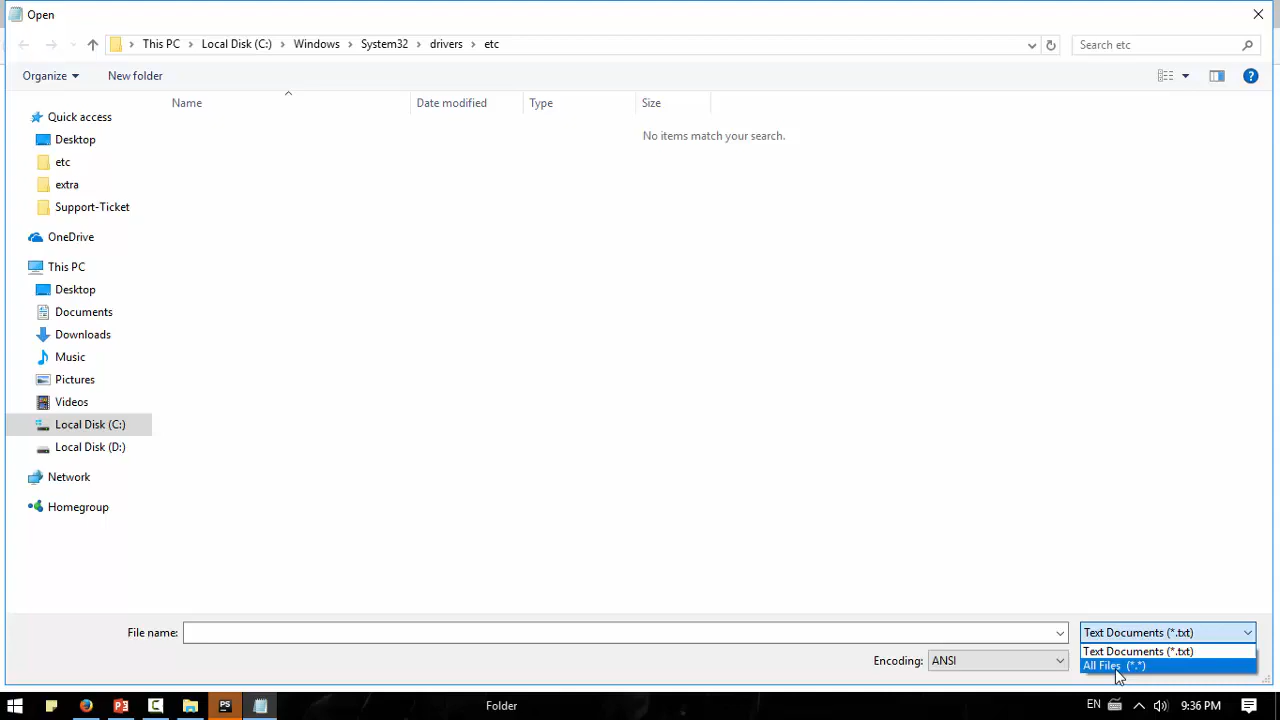 Open
This PC Local Disk (C:) Windows System32 drivers etc
Search etc
Organize New folder
Name Date modified Type Size
No items match your search.
Quick access
Desktop
etc
extra
Support-Ticket
OneDrive
This PC
Desktop
Documents
Downloads
Music
Pictures
Videos
Local Disk (C:)
Local Disk (D:)
Network
Homegroup
File name:
Text Documents (*.txt)
Text Documents (*.txt)
All Files (*.*)
Encoding: ANSI
PS
Folder
EN
9:36 PM